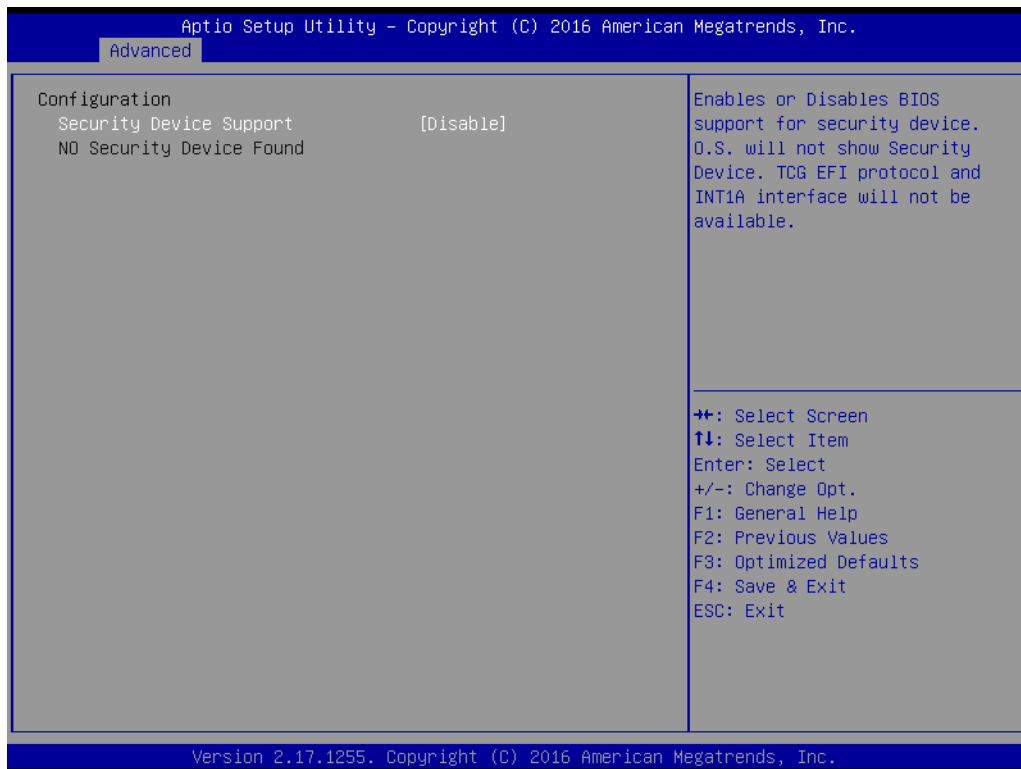 Aptio Setup Utility – Copyright (C) 2016 American Megatrends, Inc.
Advanced
Configuration
Security Device Support [Disable]
NO Security Device Found
Enables or Disables BIOS
support for security device.
O.S. will not show Security
Device. TCG EFI protocol and
INT1A interface will not be
available.
→←: Select Screen
↑↓: Select Item
Enter: Select
+/-: Change Opt.
F1: General Help
F2: Previous Values
F3: Optimized Defaults
F4: Save & Exit
ESC: Exit
Version 2.17.1255. Copyright (C) 2016 American Megatrends, Inc.